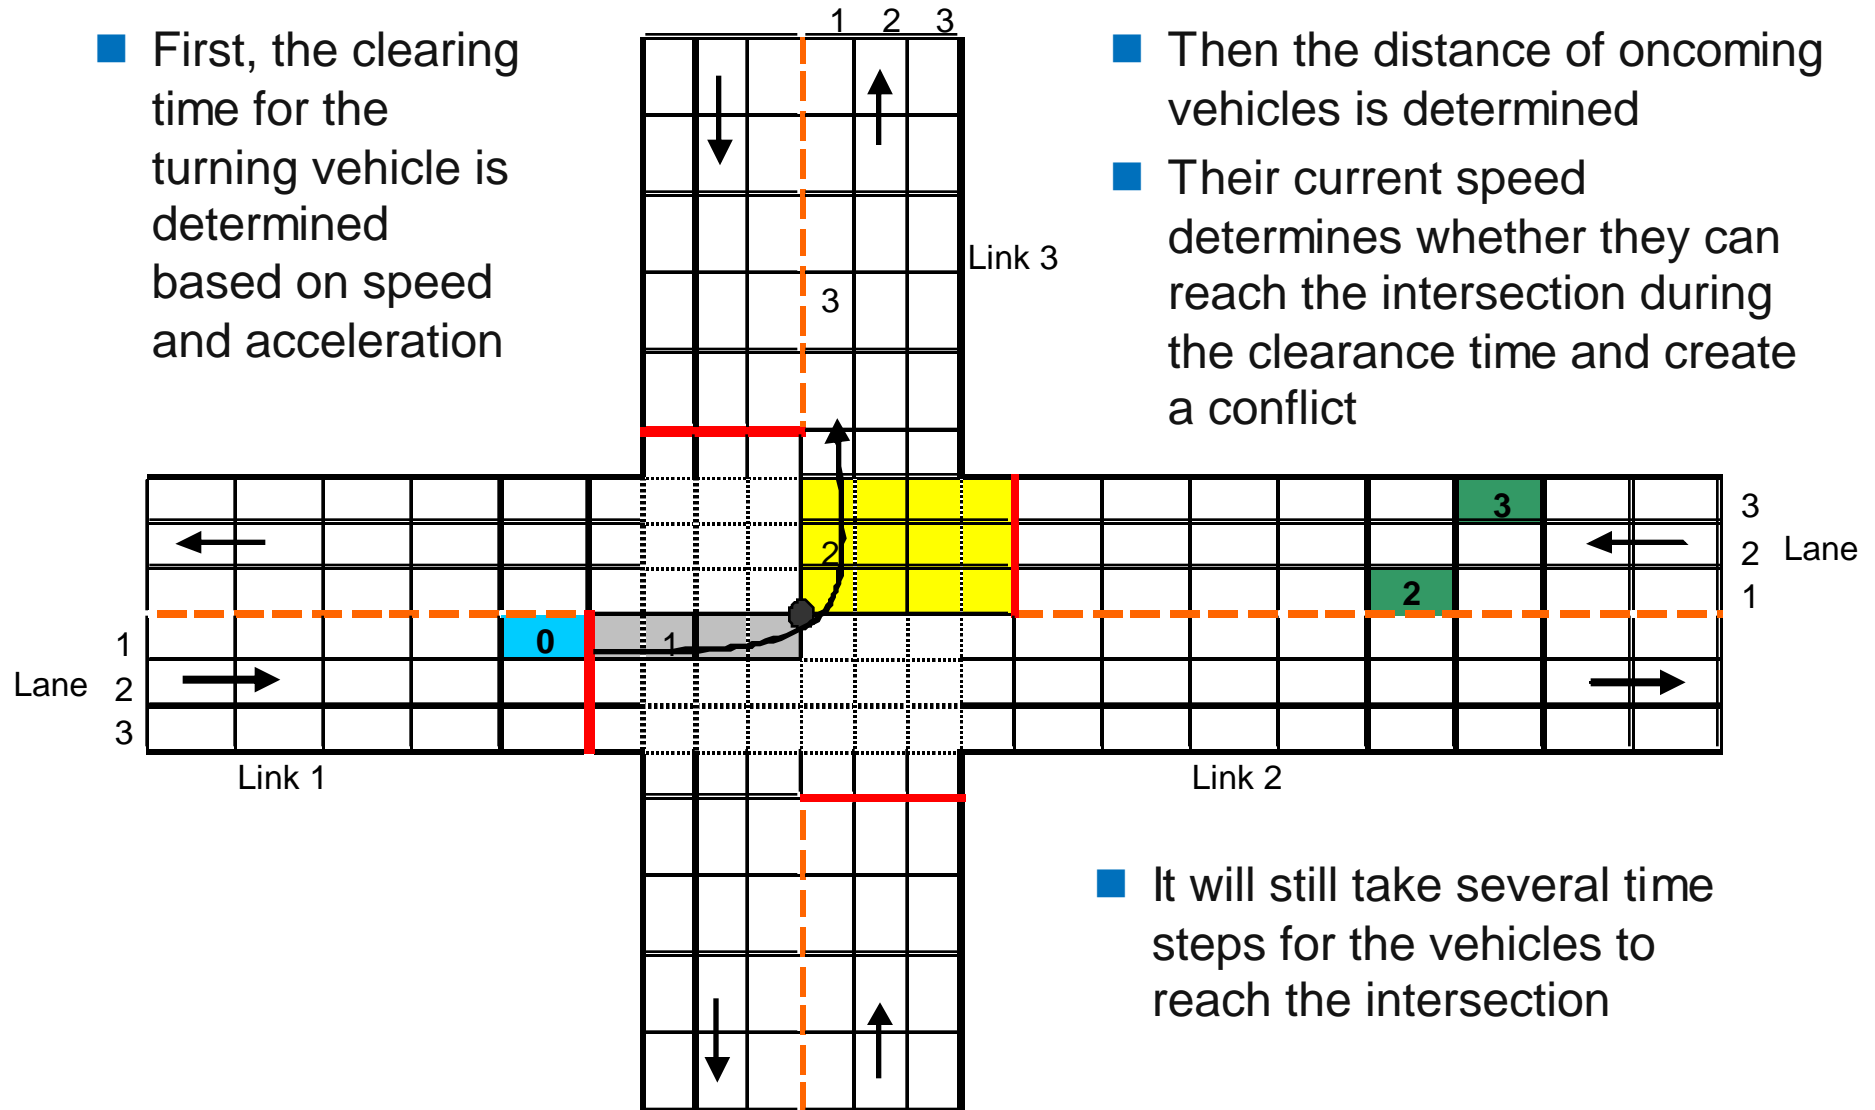 First, the clearing
time for the
turning vehicle is
determined
based on speed
and acceleration
1 2 3
Then the distance of oncoming
vehicles is determined
Their current speed
determines whether they can
reach the intersection during
the clearance time and create
a conflict
Link 3
3
3
3
2
2 Lane
2
1
0
1
1
Lane 2
3
Link 1
Link 2
It will still take several time
steps for the vehicles to
reach the intersection